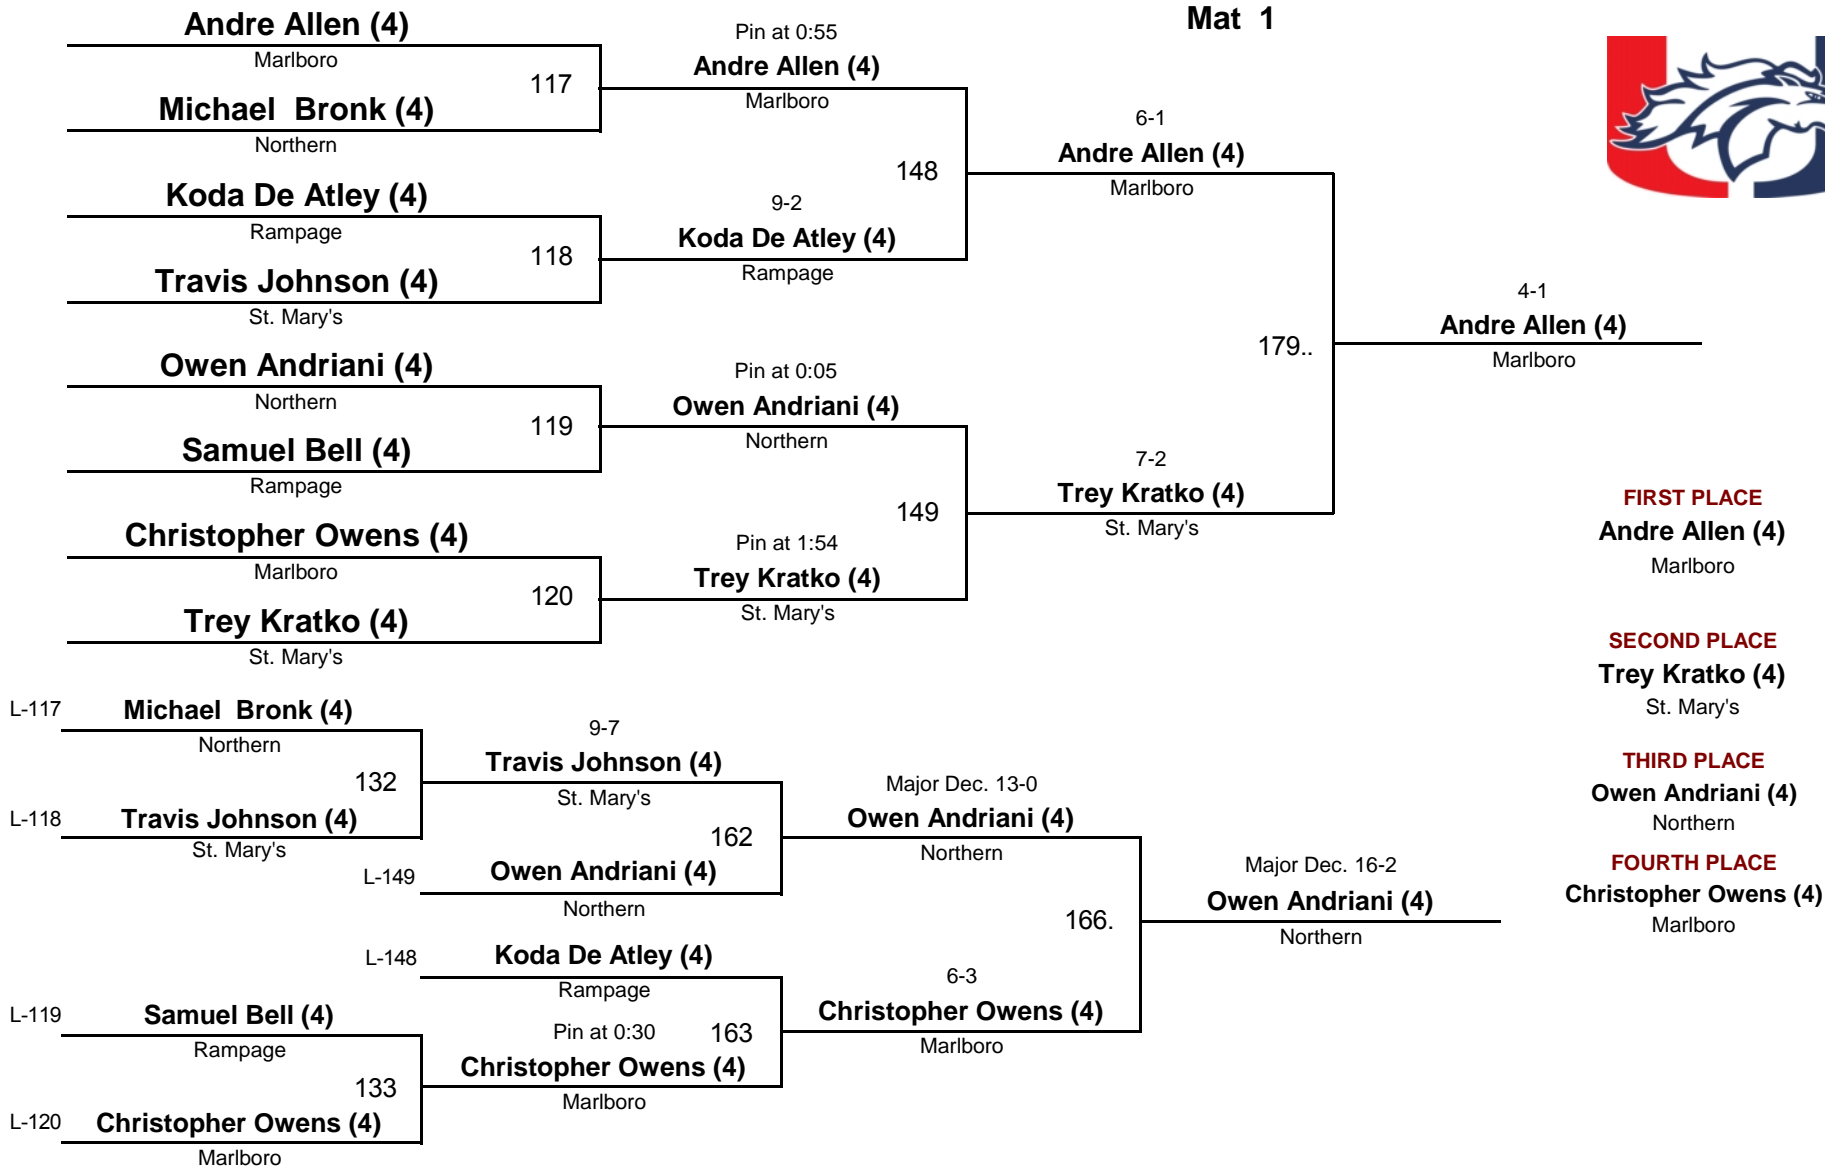 Mat 1
Andre Allen (4)
Marlboro
117
Michael Bronk (4)
Northern
Koda De Atley (4)
Rampage
118
Travis Johnson (4)
St. Mary's
Owen Andriani (4)
Northern
119
Samuel Bell (4)
Rampage
Christopher Owens (4)
Marlboro
120
Trey Kratko (4)
St. Mary's
Pin at 0:55
Andre Allen (4)
Marlboro
148
9-2
Koda De Atley (4)
Rampage
Pin at 0:05
Owen Andriani (4)
Northern
149
Pin at 1:54
Trey Kratko (4)
St. Mary's
6-1
Andre Allen (4)
Marlboro
179..
7-2
Trey Kratko (4)
St. Mary's
4-1
Andre Allen (4)
Marlboro
FIRST PLACE
Andre Allen (4)
Marlboro
SECOND PLACE
Trey Kratko (4)
St. Mary's
THIRD PLACE
Owen Andriani (4)
Northern
FOURTH PLACE
Christopher Owens (4)
Marlboro
L-117
Michael Bronk (4)
Northern
132
L-118
Travis Johnson (4)
St. Mary's
9-7
Travis Johnson (4)
St. Mary's
162
L-149
Owen Andriani (4)
Northern
L-148
Koda De Atley (4)
Rampage
163
L-119
Samuel Bell (4)
Rampage
133
L-120
Christopher Owens (4)
Marlboro
Pin at 0:30
Christopher Owens (4)
Marlboro
Major Dec. 13-0
Owen Andriani (4)
Northern
166.
6-3
Christopher Owens (4)
Marlboro
Major Dec. 16-2
Owen Andriani (4)
Northern